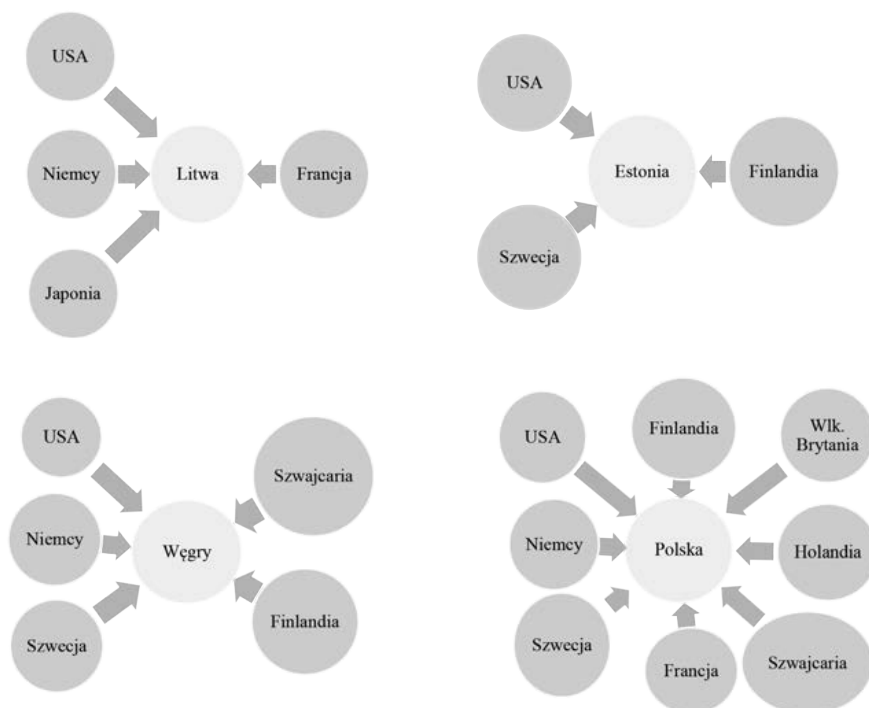 USA
Niemcy
Litwa
Francja
Japonia
USA
Estonia
Finlandia
Szwecja
USA
Szwajcaria
Niemcy
Węgry
Szwecja
Finlandia
USA
Finlandia
Wlk.
Brytania
Niemcy
Polska
Holandia
Szwecja
Francja
Szwajcaria